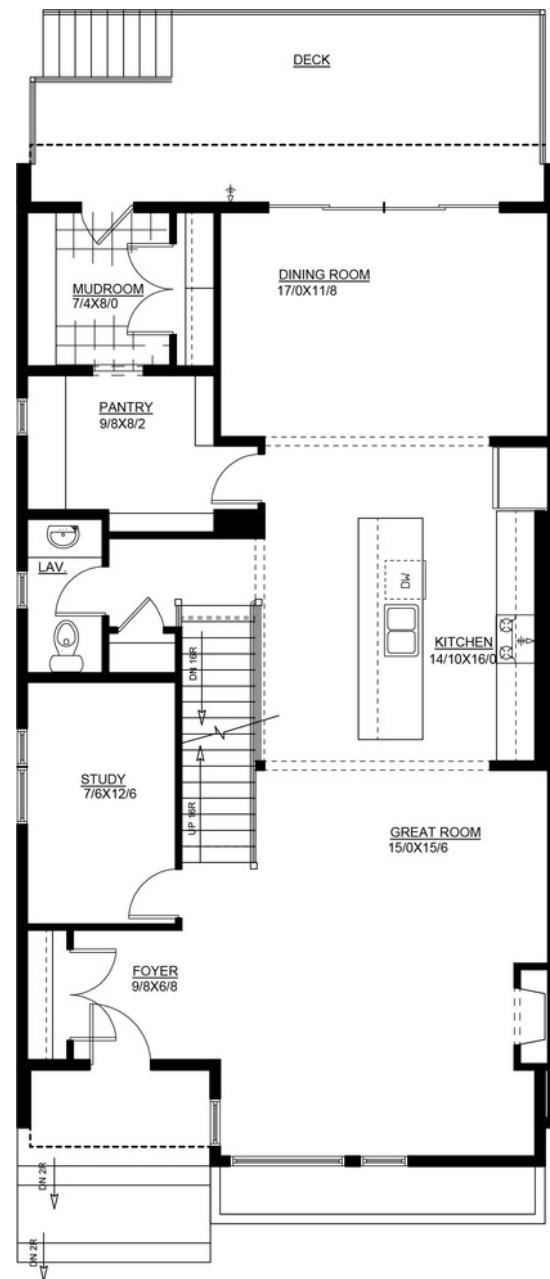 DECK
DINING ROOM
17/0X11/8
MUDROOM
7/4X8/0
PANTRY
9/8X8/2
LAV.
DW
KITCHEN
14/10X16/0
DN 16R
UP 16R
STUDY
7/6X12/6
GREAT ROOM
15/0X15/6
FOYER
9/8X6/8
DN 2R
DN 2R